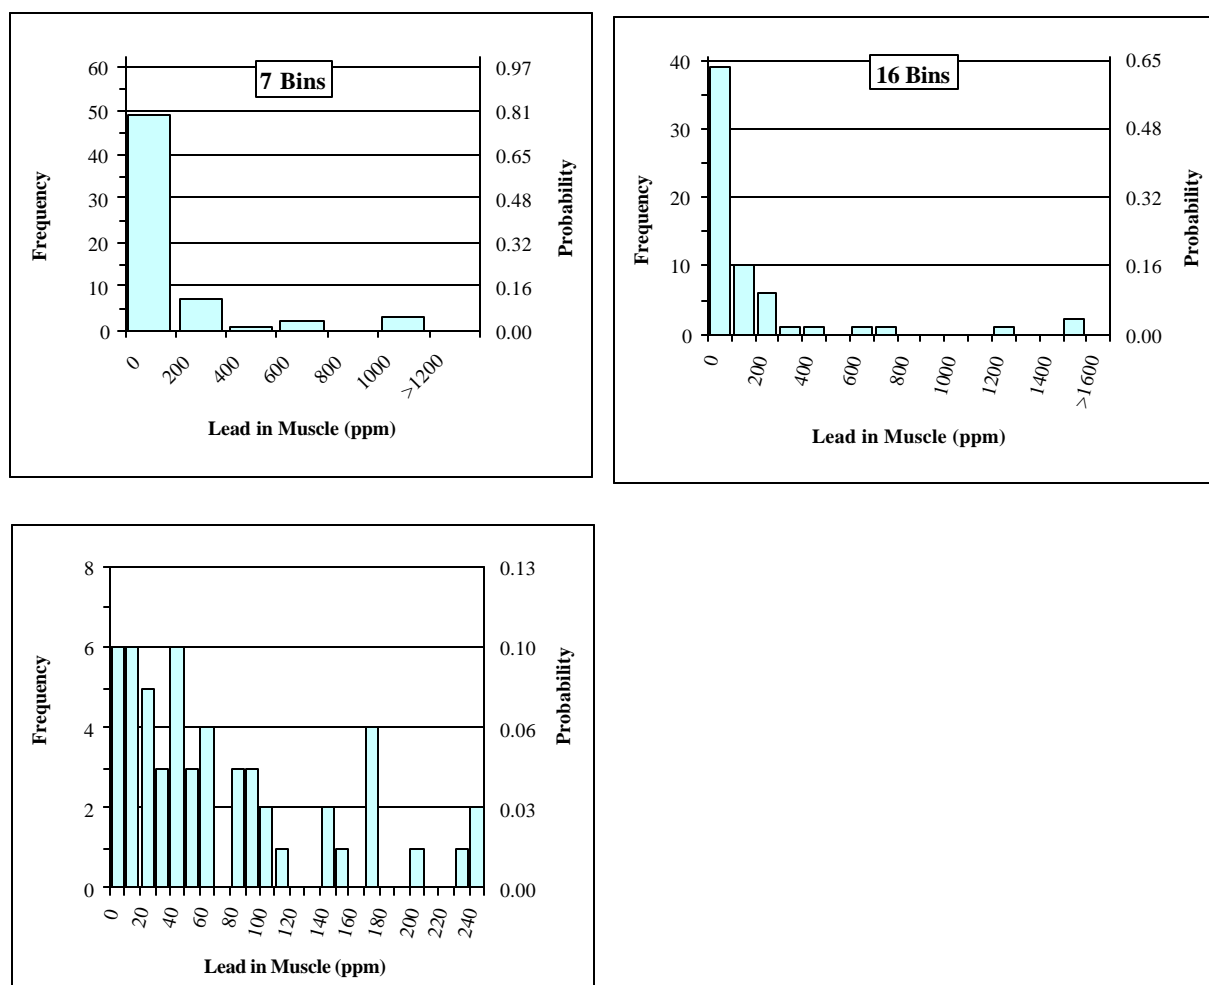 7 Bins
60
50
40
30
20
10
0
Frequency
0.97
0.81
0.65
0.48
0.32
0.16
0.00
Probability
0 200 400 600 800 1000 >1200
Lead in Muscle (ppm)
16 Bins
40
30
20
10
0
Frequency
0.65
0.48
0.32
0.16
0.00
Probability
0 200 400 600 800 1000 1200 1400 >1600
Lead in Muscle (ppm)
8
6
4
2
0
Frequency
0.13
0.10
0.06
0.03
0.00
Probability
0 20 40 60 80 100 120 140 160 180 200 220 240
Lead in Muscle (ppm)